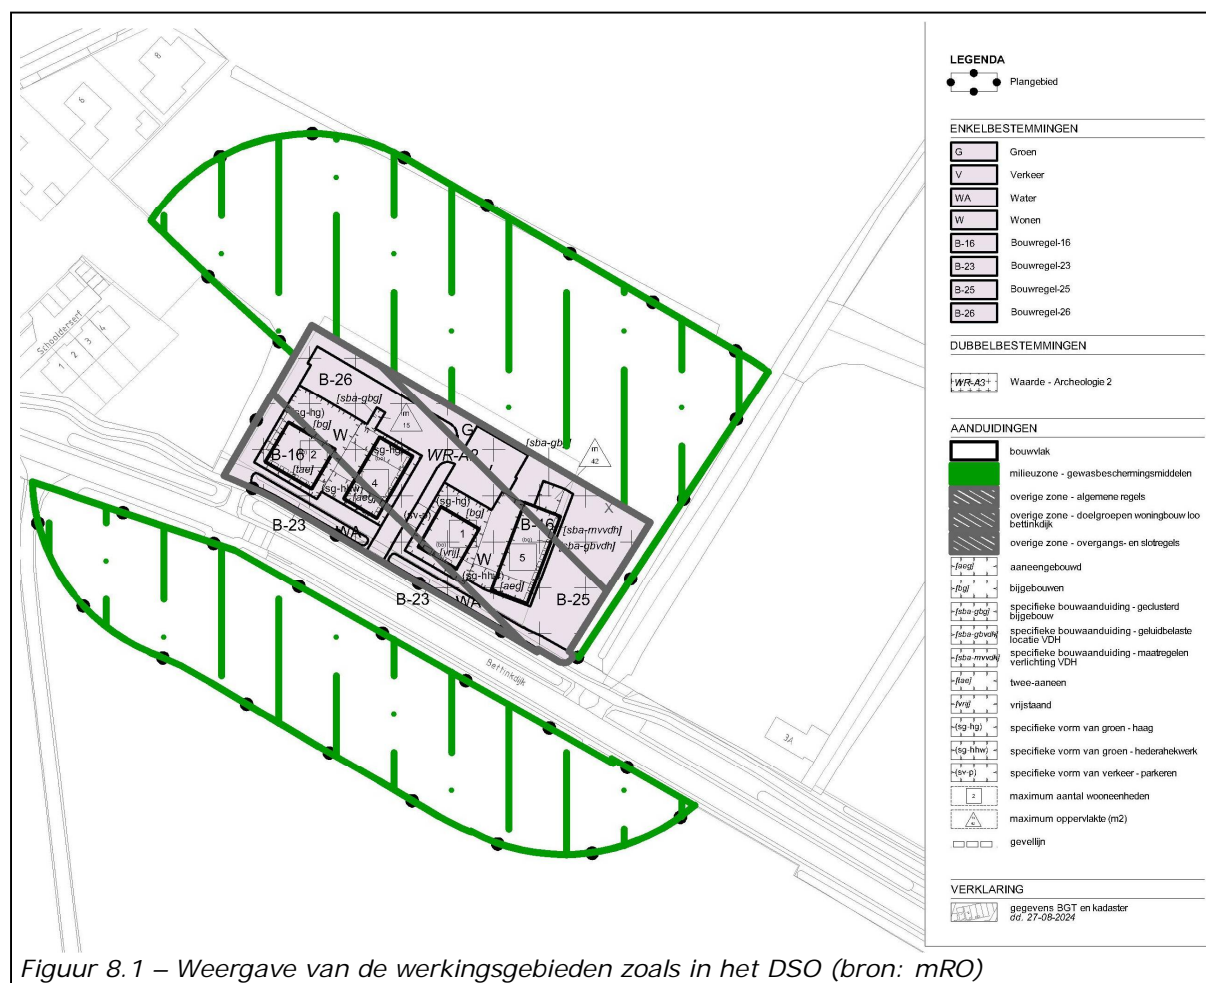 8
6
Schoolderserf
1
2
3
4
B-26
[sba-gbg]
m
15
G
(sg-hg)
[bg]
W
WR-A2
[sba-gbg]
m
42
B-16
2
[tae]
(sg-hg)
4
(sg-hhw)
[aeg]
(sg-hg)
[bg]
(sv-p)
1
[vrij]
W
(sg-hhw)
B-16
(bg)
5
[aeg]
X
[sba-mvvdh]
[sba-gbvdh]
B-23
WA
B-23
WA
B-25
Bettinkdijk
3A
LEGENDA
Plangebied
ENKELBESTEMMINGEN
G Groen
V Verkeer
WA Water
W Wonen
B-16 Bouwregel-16
B-23 Bouwregel-23
B-25 Bouwregel-25
B-26 Bouwregel-26
DUBBELBESTEMMINGEN
WR-A3 Waarde - Archeologie 2
AANDUIDINGEN
bouwvlak
milieuzone - gewasbeschermingsmiddelen
overige zone - algemene regels
overige zone - doelgroepen woningbouw loo
bettinkdijk
overige zone - overgangs- en slotregels
[aeg] aaneengebouwd
[bg] bijgebouwen
[sba-gbg] specifieke bouwaanduiding - geclusterd
bijgebouw
[sba-gbvdh] specifieke bouwaanduiding - geluidbelaste
locatie VDH
[sba-mvvdh] specifieke bouwaanduiding - maatregelen
verlichting VDH
[tae] twee-aaneen
[vrij] vrijstaand
(sg-hg) specifieke vorm van groen - haag
(sg-hhw) specifieke vorm van groen - hederahekwerk
(sv-p) specifieke vorm van verkeer - parkeren
2 maximum aantal wooneenheden
maximum oppervlakte (m2)
gevellijn
VERKLARING
gegevens BGT en kadaster
dd. 27-08-2024
Figuur 8.1 – Weergave van de werkingsgebieden zoals in het DSO (bron: mRO)